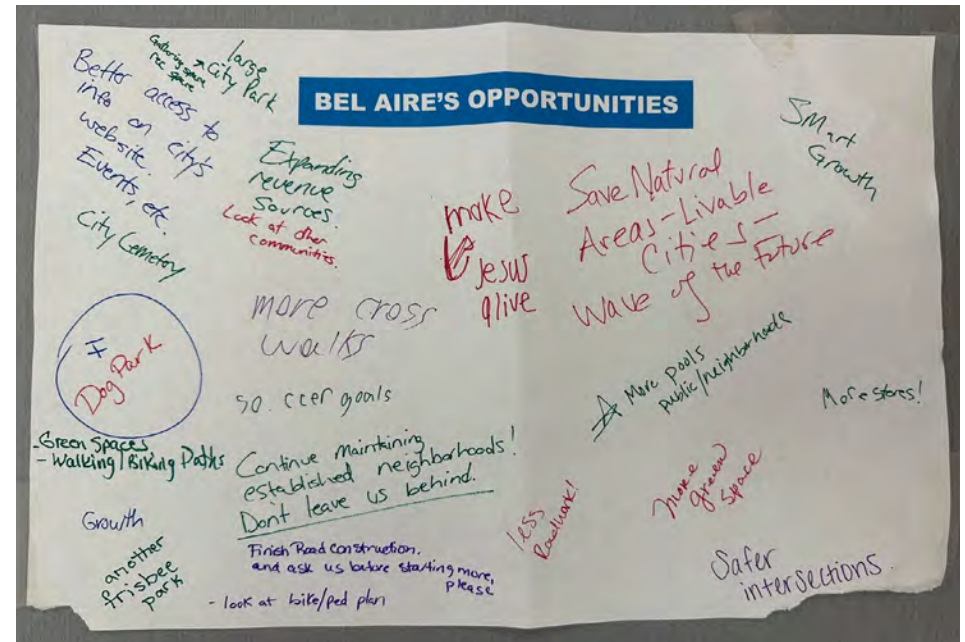 BEL AIRE'S OPPORTUNITIES
Gathering space
rec space
large
City Park
Better access to
info on city's
website.
Events, etc.
City Cemetery
Expanding
revenue
Sources.
Look at other
communities.
make
Jesus
alive
Save Natural
Areas-Livable
Cities-
Wave of the Future
Smart
Growth
more cross
walks
Dog Park
so.ccer goals
More pools
public/neighborhoods
More stores!
-Green Spaces
-Walking/Biking Paths
Continue maintaining
established neighborhoods!
Don't leave us behind.
more
green
space
less
Roadwork!
Growth
another
frisbee
park
Finish Road construction.
and ask us before starting more,
please
- look at bike/ped plan
Safer
intersections.